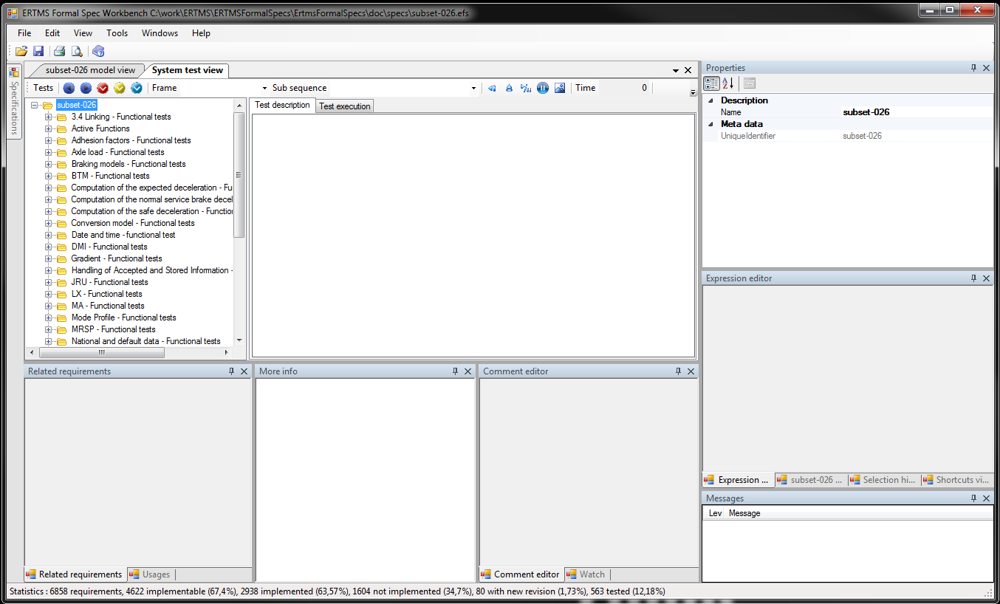 ERTMS Formal Spec Workbench C:\work\ERTMS\ERTMSFormalSpecs\ErtmsFormalSpecs\doc\specs\subset-026.efs
File Edit View Tools Windows Help
Specifications
subset-026 model view System test view
Tests Frame Sub sequence Time 0
subset-026
3.4 Linking - Functional tests
Active Functions
Adhesion factors - Functional tests
Axle load - Functional tests
Braking models - Functional tests
BTM - Functional tests
Computation of the expected deceleration - Fu
Computation of the normal service brake decel
Computation of the safe deceleration - Function
Conversion model - Functional tests
Date and time - functional test
DMI - Functional tests
Gradient - Functional tests
Handling of Accepted and Stored Information -
JRU - Functional tests
LX - Functional tests
MA - Functional tests
Mode Profile - Functional tests
MRSP - Functional tests
National and default data - Functional tests
Test description Test execution
Properties
Description
Name subset-026
Meta data
UniqueIdentifier subset-026
Expression editor
Expression ... subset-026 ... Selection hi... Shortcuts vi...
Messages
Lev Message
Related requirements
Related requirements Usages
More info
Comment editor
Comment editor Watch
Statistics : 6858 requirements, 4622 implementable (67,4%), 2938 implemented (63,57%), 1604 not implemented (34,7%), 80 with new revision (1,73%), 563 tested (12,18%)